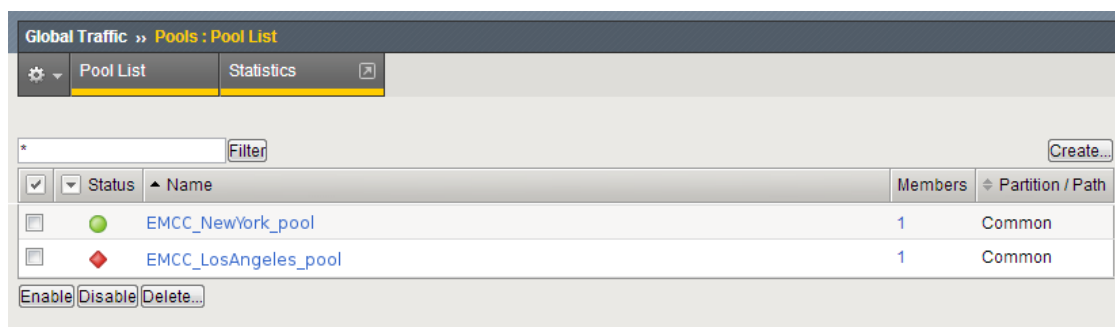 Global Traffic ›› Pools : Pool List
Pool List Statistics
* Filter Create...
Status Name Members Partition / Path
EMCC_NewYork_pool 1 Common
EMCC_LosAngeles_pool 1 Common
Enable Disable Delete...